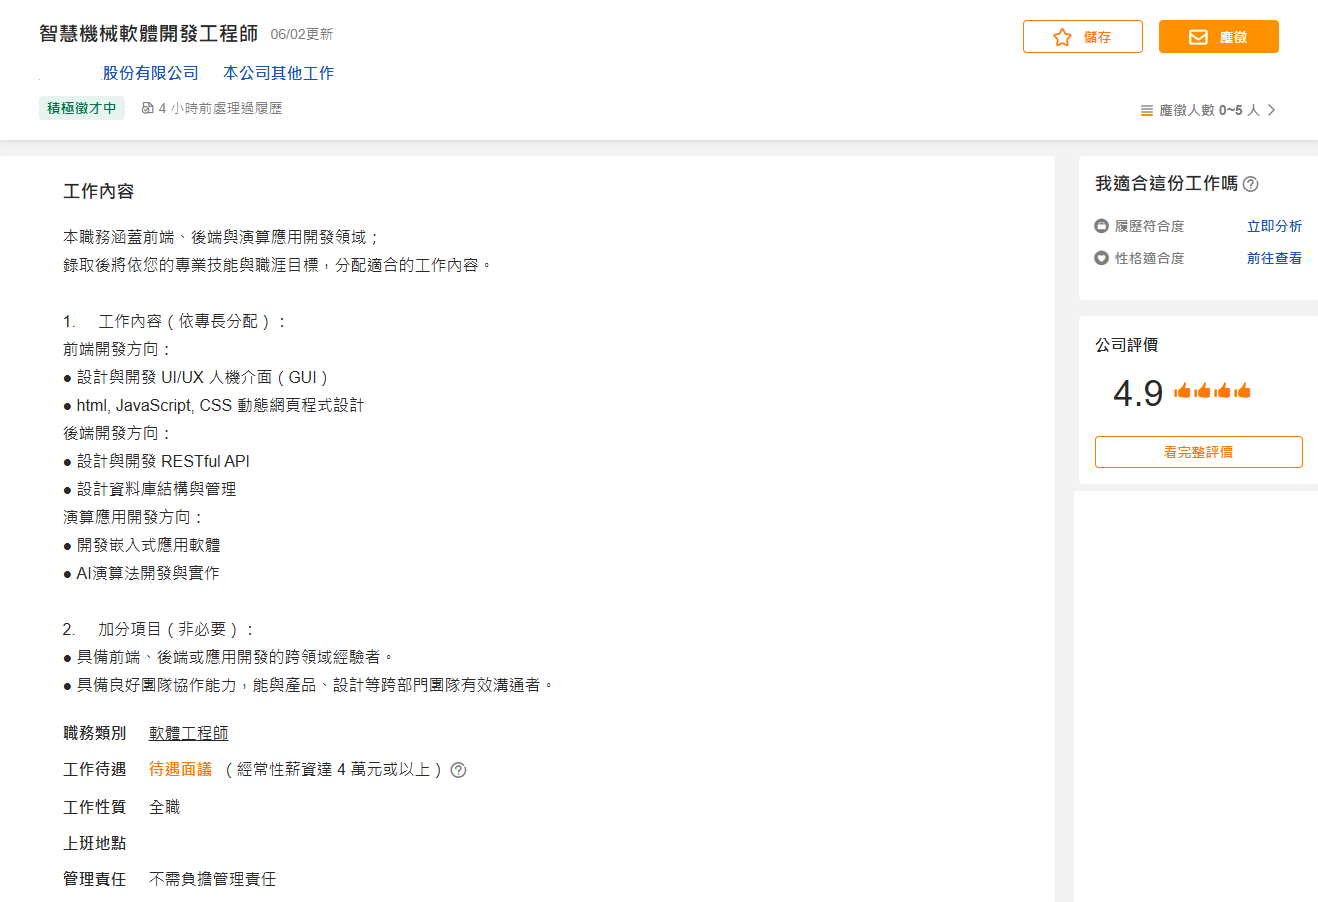 智慧機械軟體開發工程師 06/02更新
儲存
應徵
股份有限公司 本公司其他工作
積極徵才中 4 小時前處理過履歷
應徵人數 0~5 人
工作內容
本職務涵蓋前端、後端與演算應用開發領域；
錄取後將依您的專業技能與職涯目標，分配適合的工作內容。
1. 工作內容（依專長分配）：
前端開發方向：
● 設計與開發 UI/UX 人機介面（GUI）
● html, JavaScript, CSS 動態網頁程式設計
後端開發方向：
● 設計與開發 RESTful API
● 設計資料庫結構與管理
演算應用開發方向：
● 開發嵌入式應用軟體
● AI演算法開發與實作
2. 加分項目（非必要）：
● 具備前端、後端或應用開發的跨領域經驗者。
● 具備良好團隊協作能力，能與產品、設計等跨部門團隊有效溝通者。
職務類別 軟體工程師
工作待遇 待遇面議 （經常性薪資達 4 萬元或以上）
工作性質 全職
上班地點
管理責任 不需負擔管理責任
我適合這份工作嗎
履歷符合度 立即分析
性格適合度 前往查看
公司評價
4.9
看完整評價